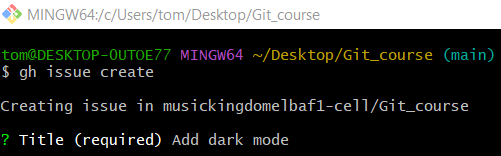 MINGW64:/c/Users/tom/Desktop/Git_course
tom@DESKTOP-OUTOE77 MINGW64 ~/Desktop/Git_course (main)
$ gh issue create
Creating issue in musickingdomelbaf1-cell/Git_course
? Title (required) Add dark mode